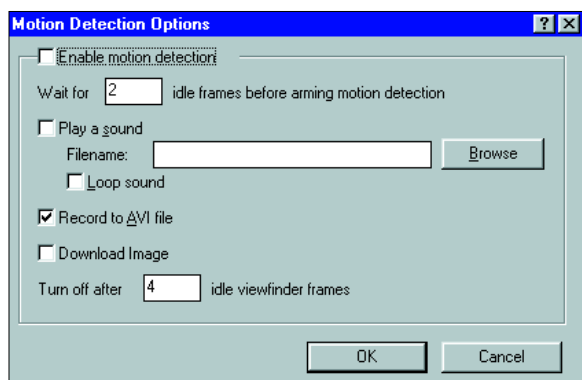 Motion Detection Options ? X
Enable motion detection
Wait for 2 idle frames before arming motion detection
Play a sound
Filename: Browse
Loop sound
Record to AVI file
Download Image
Turn off after 4 idle viewfinder frames
OK Cancel